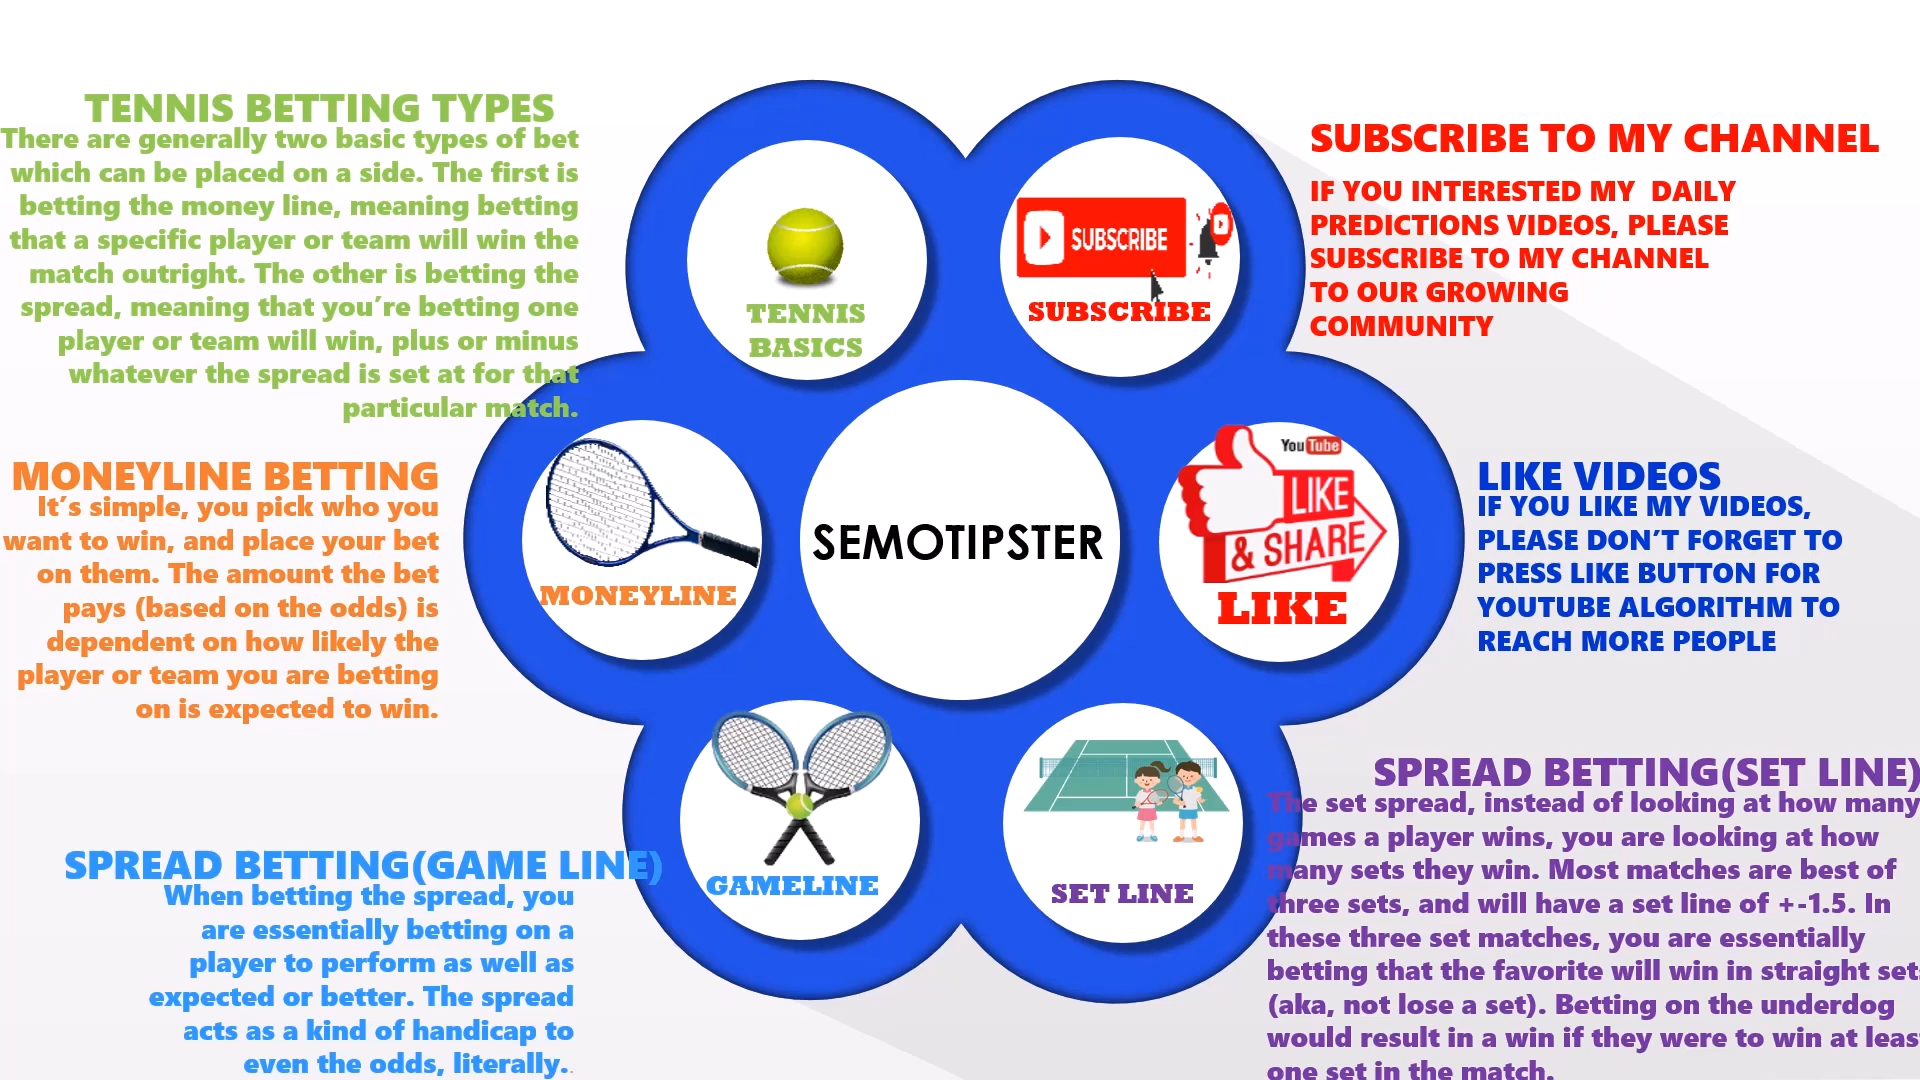 TENNIS BETTING TYPES
There are generally two basic types of bet
which can be placed on a side. The first is
betting the money line, meaning betting
that a specific player or team will win the
match outright. The other is betting the
spread, meaning that you’re betting one
player or team will win, plus or minus
whatever the spread is set at for that
particular match.
MONEYLINE BETTING
It’s simple, you pick who you
want to win, and place your bet
on them. The amount the bet
pays (based on the odds) is
dependent on how likely the
player or team you are betting
on is expected to win.
SPREAD BETTING(GAME LINE)
When betting the spread, you
are essentially betting on a
player to perform as well as
expected or better. The spread
acts as a kind of handicap to
even the odds, literally..
TENNIS
BASICS
SUBSCRIBE
SUBSCRIBE
MONEYLINE
SEMOTIPSTER
YouTube
LIKE
& SHARE
LIKE
GAMELINE
SET LINE
SUBSCRIBE TO MY CHANNEL
IF YOU INTERESTED MY DAILY
PREDICTIONS VIDEOS, PLEASE
SUBSCRIBE TO MY CHANNEL
TO OUR GROWING
COMMUNITY
LIKE VIDEOS
IF YOU LIKE MY VIDEOS,
PLEASE DON’T FORGET TO
PRESS LIKE BUTTON FOR
YOUTUBE ALGORITHM TO
REACH MORE PEOPLE
SPREAD BETTING(SET LINE)
The set spread, instead of looking at how many
games a player wins, you are looking at how
many sets they win. Most matches are best of
three sets, and will have a set line of +-1.5. In
these three set matches, you are essentially
betting that the favorite will win in straight sets
(aka, not lose a set). Betting on the underdog
would result in a win if they were to win at least
one set in the match.